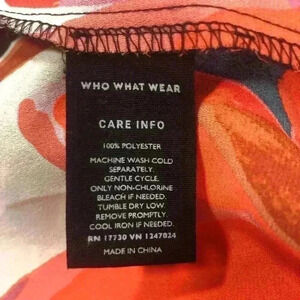 WHO WHAT WEAR
CARE INFO
100% POLYESTER
MACHINE WASH COLD
SEPARATELY.
GENTLE CYCLE.
ONLY NON-CHLORINE
BLEACH IF NEEDED.
TUMBLE DRY LOW.
REMOVE PROMPTLY.
COOL IRON IF NEEDED.
RN 17730 VN 1247024
MADE IN CHINA